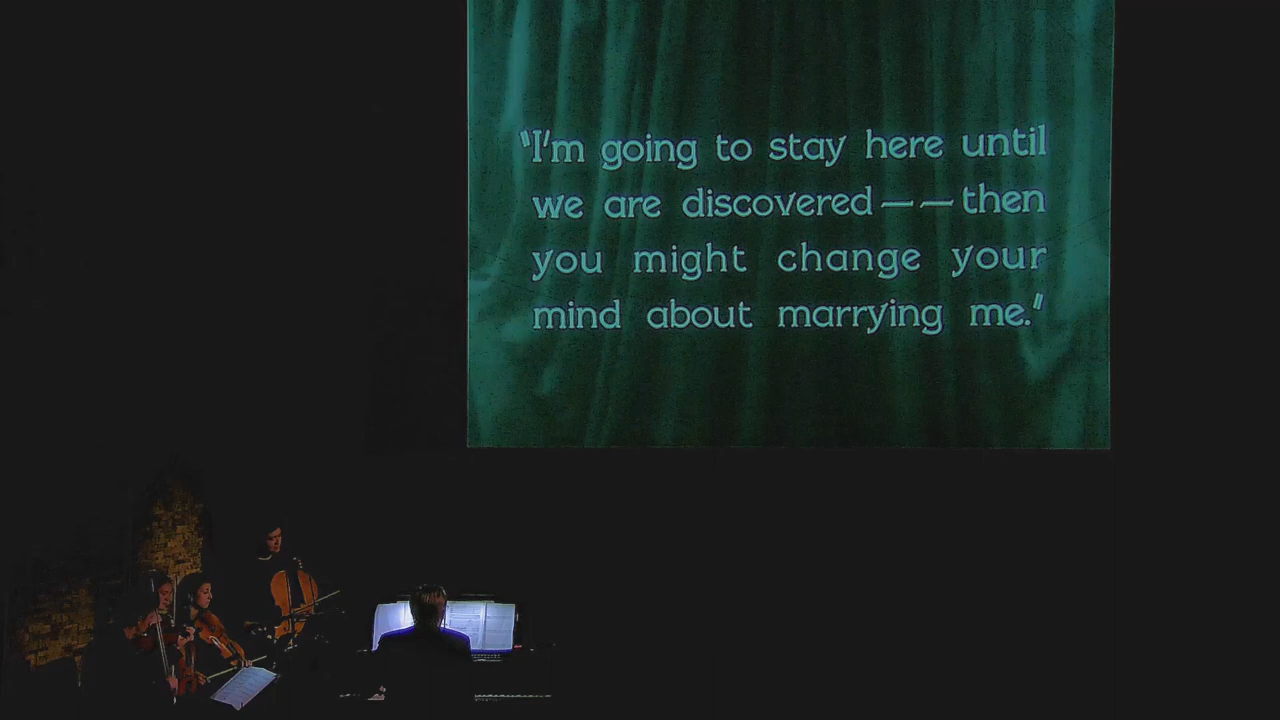 "I'm going to stay here until
we are discovered — — then
you might change your
mind about marrying me."